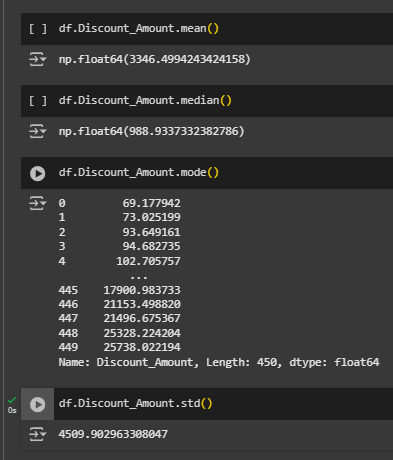 [ ] df.Discount_Amount.mean()
np.float64(3346.4994243424158)
[ ] df.Discount_Amount.median()
np.float64(988.9337332382786)
df.Discount_Amount.mode()
0 69.177942
1 73.025199
2 93.649161
3 94.682735
4 102.705757
...
445 17900.983733
446 21153.498820
447 21496.675367
448 25328.224204
449 25738.022194
Name: Discount_Amount, Length: 450, dtype: float64
df.Discount_Amount.std()
0s
4509.902963308047